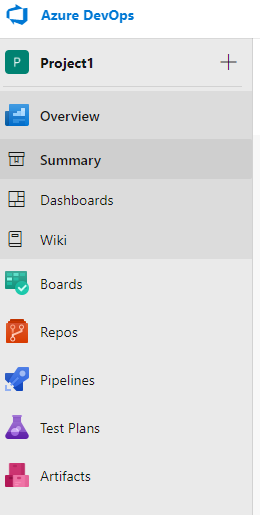 Azure DevOps
P Project1
Overview
Summary
Dashboards
Wiki
Boards
Repos
Pipelines
Test Plans
Artifacts